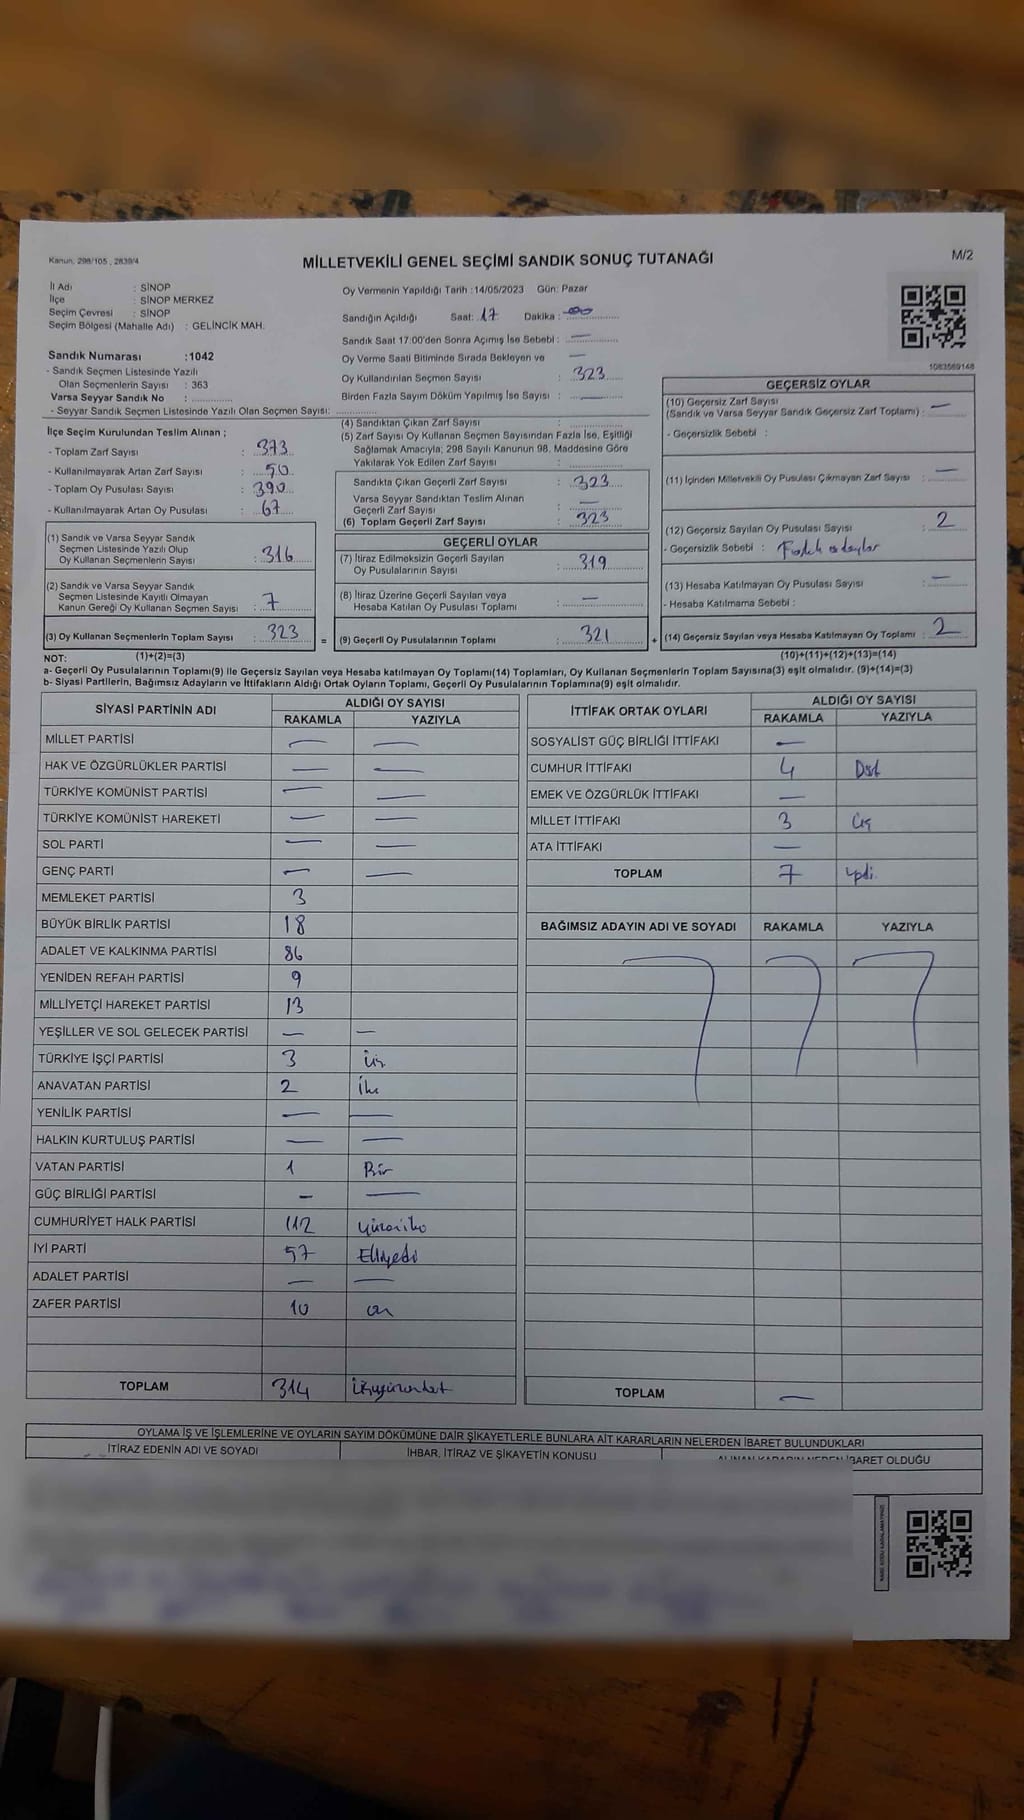 Kanun. 298/105 , 2839/4
MİLLETVEKİLİ GENEL SEÇİMİ SANDIK SONUÇ TUTANAĞI
M/2
İl Adı : SİNOP
İlçe : SİNOP MERKEZ
Seçim Çevresi : SİNOP
Seçim Bölgesi (Mahalle Adı) : GELİNCİK MAH.
Sandık Numarası :1042
- Sandık Seçmen Listesinde Yazılı
Olan Seçmenlerin Sayısı : 363
Varsa Seyyar Sandık No :
- Seyyar Sandık Seçmen Listesinde Yazılı Olan Seçmen Sayısı:
Oy Vermenin Yapıldığı Tarih :14/05/2023 Gün: Pazar
Sandığın Açıldığı Saat: 17 Dakika : 00
Sandık Saat 17:00'den Sonra Açımış İse Sebebi : —
Oy Verme Saati Bitiminde Sırada Bekleyen ve —
Oy Kullandırılan Seçmen Sayısı : 323
Birden Fazla Sayım Döküm Yapılmış İse Sayısı : —
1083569148
İlçe Seçim Kurulundan Teslim Alınan ;
- Toplam Zarf Sayısı : 373
- Kullanılmayarak Artan Zarf Sayısı : 50
- Toplam Oy Pusulası Sayısı : 390
- Kullanılmayarak Artan Oy Pusulası : 67
(1) Sandık ve Varsa Seyyar Sandık
Seçmen Listesinde Yazılı Olup
Oy Kullanan Seçmenlerin Sayısı : 316
(2) Sandık ve Varsa Seyyar Sandık
Seçmen Listesinde Kayıtlı Olmayan
Kanun Gereği Oy Kullanan Seçmen Sayısı : 7
(3) Oy Kullanan Seçmenlerin Toplam Sayısı : 323 =
(4) Sandıktan Çıkan Zarf Sayısı :
(5) Zarf Sayısı Oy Kullanan Seçmen Sayısından Fazla İse, Eşitliği
Sağlamak Amacıyla; 298 Sayılı Kanunun 98. Maddesine Göre
Yakılarak Yok Edilen Zarf Sayısı :
Sandıkta Çıkan Geçerli Zarf Sayısı : 323
Varsa Seyyar Sandıktan Teslim Alınan
Geçerli Zarf Sayısı : —
(6) Toplam Geçerli Zarf Sayısı : 323
GEÇERLİ OYLAR
(7) İtiraz Edilmeksizin Geçerli Sayılan
Oy Pusulalarının Sayısı : 319
(8) İtiraz Üzerine Geçerli Sayılan veya
Hesaba Katılan Oy Pusulası Toplamı : —
(9) Geçerli Oy Pusulalarının Toplamı : 321 +
GEÇERSİZ OYLAR
(10) Geçersiz Zarf Sayısı
(Sandık ve Varsa Seyyar Sandık Geçersiz Zarf Toplamı) : —
- Geçersizlik Sebebi :
(11) İçinden Milletvekili Oy Pusulası Çıkmayan Zarf Sayısı : —
(12) Geçersiz Sayılan Oy Pusulası Sayısı : 2
- Geçersizlik Sebebi :
(13) Hesaba Katılmayan Oy Pusulası Sayısı : —
- Hesaba Katılmama Sebebi :
(14) Geçersiz Sayılan veya Hesaba Katılmayan Oy Toplamı : 2
NOT: (1)+(2)=(3) (10)+(11)+(12)+(13)=(14)
a- Geçerli Oy Pusulalarının Toplamı(9) ile Geçersiz Sayılan veya Hesaba katılmayan Oy Toplamı(14) Toplamları, Oy Kullanan Seçmenlerin Toplam Sayısına(3) eşit olmalıdır. (9)+(14)=(3)
b- Siyasi Partilerin, Bağımsız Adayların ve İttifakların Aldığı Ortak Oyların Toplamı, Geçerli Oy Pusulalarının Toplamına(9) eşit olmalıdır.
SİYASİ PARTİNİN ADI ALDIĞI OY SAYISI
RAKAMLA YAZIYLA
MİLLET PARTİSİ — —
HAK VE ÖZGÜRLÜKLER PARTİSİ — —
TÜRKİYE KOMÜNİST PARTİSİ — —
TÜRKİYE KOMÜNİST HAREKETİ — —
SOL PARTİ — —
GENÇ PARTİ — —
MEMLEKET PARTİSİ 3
BÜYÜK BİRLİK PARTİSİ 18
ADALET VE KALKINMA PARTİSİ 86
YENİDEN REFAH PARTİSİ 9
MİLLİYETÇİ HAREKET PARTİSİ 13
YEŞİLLER VE SOL GELECEK PARTİSİ — —
TÜRKİYE İŞÇİ PARTİSİ 3 üç
ANAVATAN PARTİSİ 2 İki
YENİLİK PARTİSİ — —
HALKIN KURTULUŞ PARTİSİ — —
VATAN PARTİSİ 1 Bir
GÜÇ BİRLİĞİ PARTİSİ — —
CUMHURİYET HALK PARTİSİ 112 yüzoniki
İYİ PARTİ 57 Elliyedi
ADALET PARTİSİ — —
ZAFER PARTİSİ 10 on
TOPLAM 314 üçyüzondört
İTTİFAK ORTAK OYLARI ALDIĞI OY SAYISI
RAKAMLA YAZIYLA
SOSYALİST GÜÇ BİRLİĞİ İTTİFAKI —
CUMHUR İTTİFAKI 4 Dört
EMEK VE ÖZGÜRLÜK İTTİFAKI —
MİLLET İTTİFAKI 3 üç
ATA İTTİFAKI —
TOPLAM 7 yedi
BAĞIMSIZ ADAYIN ADI VE SOYADI RAKAMLA YAZIYLA
TOPLAM —
OYLAMA İŞ VE İŞLEMLERİNE VE OYLARIN SAYIM DÖKÜMÜNE DAİR ŞİKAYETLERLE BUNLARA AİT KARARLARIN NELERDEN İBARET BULUNDUKLARI
İTİRAZ EDENİN ADI VE SOYADI İHBAR, İTİRAZ VE ŞİKAYETİN KONUSU İBARET OLDUĞU